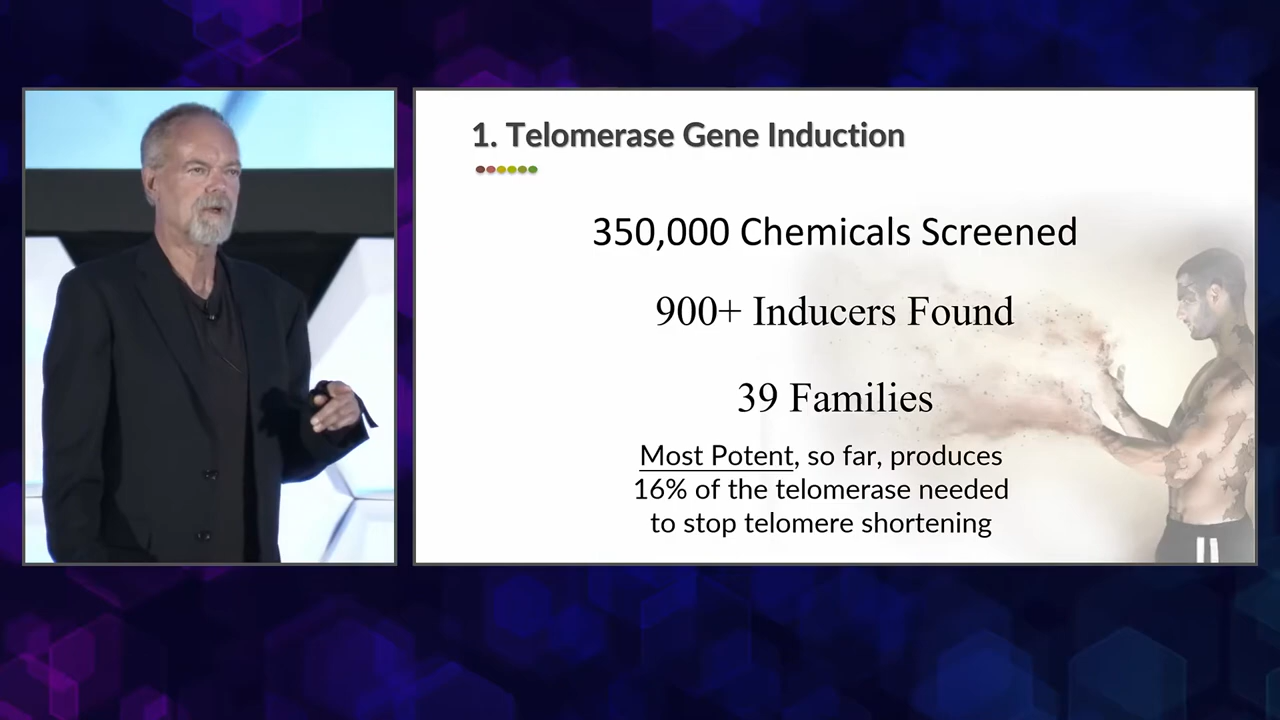 1. Telomerase Gene Induction
350,000 Chemicals Screened
900+ Inducers Found
39 Families
Most Potent, so far, produces
16% of the telomerase needed
to stop telomere shortening